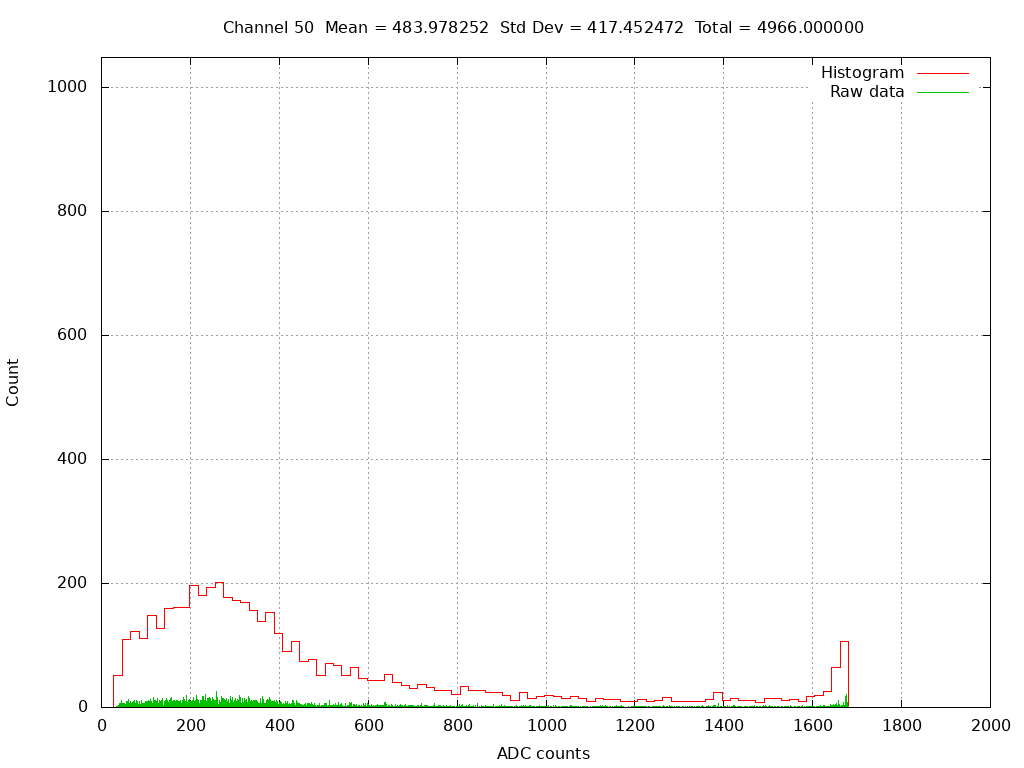 Channel 50  Mean = 483.978252  Std Dev = 417.452472  Total = 4966.000000
Histogram
Raw data
1000
800
600
400
200
0
Count
0 200 400 600 800 1000 1200 1400 1600 1800 2000
ADC counts